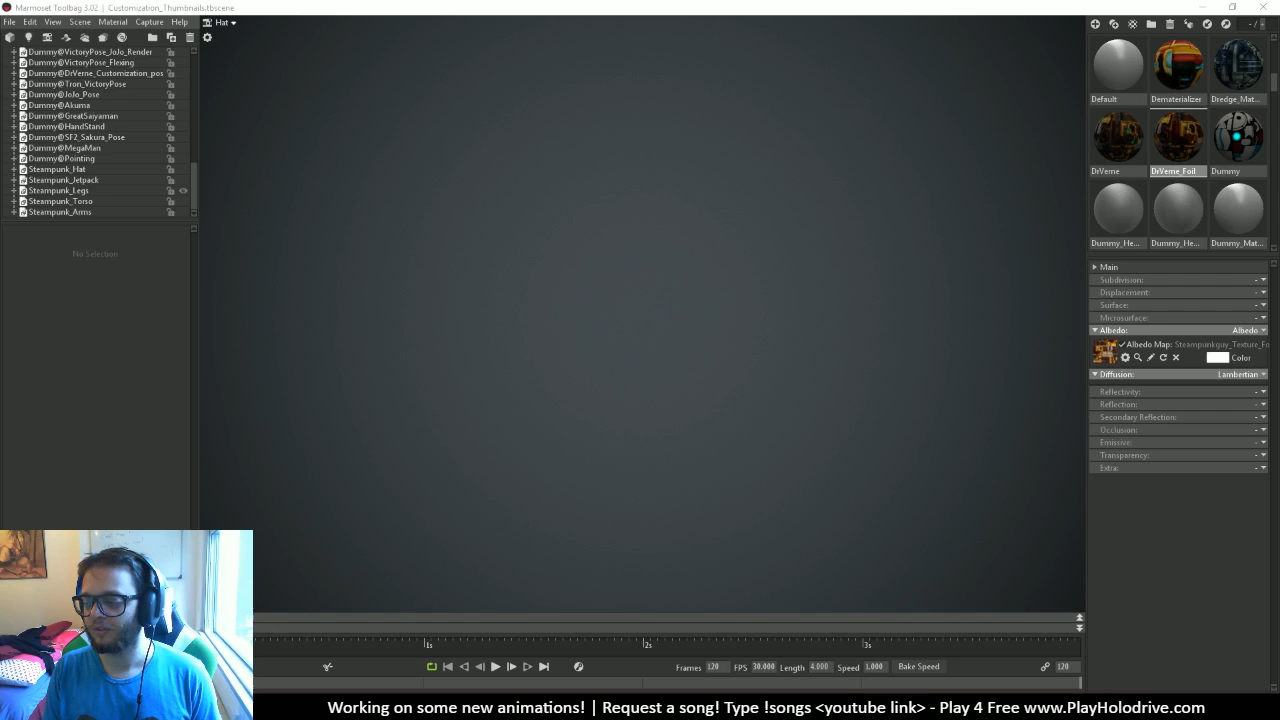 Marmoset Toolbag 3.02 | Customization_Thumbnails.tbscene
File Edit View Scene Material Capture Help
Hat
Dummy@VictoryPose_JoJo_Render
Dummy@VictoryPose_Flexing
Dummy@DrVerne_Customization_pos
Dummy@Tron_VictoryPose
Dummy@JoJo_Pose
Dummy@Akuma
Dummy@GreatSaiyaman
Dummy@HandStand
Dummy@SF2_Sakura_Pose
Dummy@MegaMan
Dummy@Pointing
Steampunk_Hat
Steampunk_Jetpack
Steampunk_Legs
Steampunk_Torso
Steampunk_Arms
No Selection
Default Dematerializer Dredge_Mat...
DrVerne DrVerne_Foil Dummy
Dummy_He... Dummy_He... Dummy_Mat...
Main
Subdivision: -
Displacement: -
Surface: -
Microsurface: -
Albedo: Albedo
Albedo Map: Steampunkguy_Texture_Fo
Color
Diffusion: Lambertian
Reflectivity: -
Reflection: -
Secondary Reflection: -
Occlusion: -
Emissive: -
Transparency: -
Extra: -
1s 2s 3s
Frames 120 FPS 30.000 Length 4.000 Speed 1.000 Bake Speed 120
Working on some new animations! | Request a song! Type !songs <youtube link> - Play 4 Free www.PlayHolodrive.com